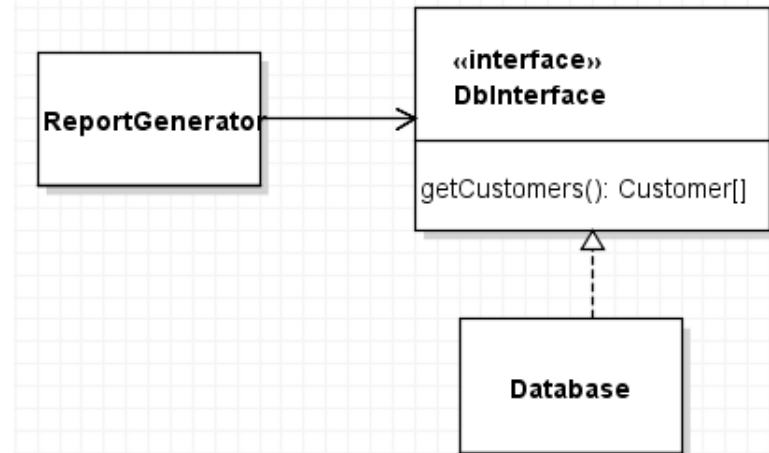 ReportGenerator
«interface»
DbInterface
getCustomers(): Customer[]
Database